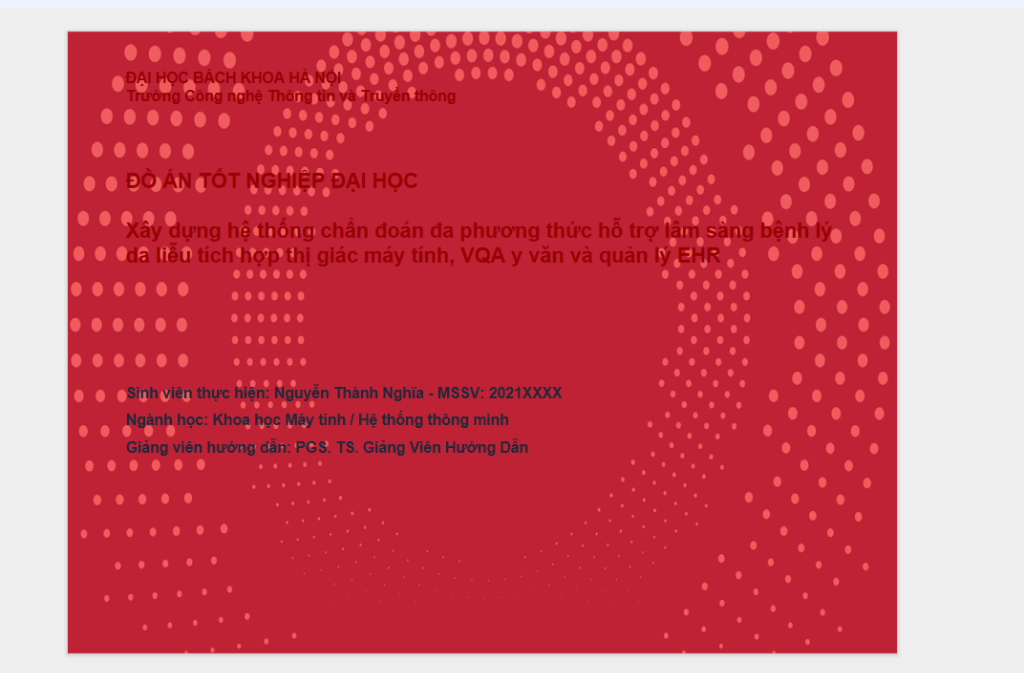 ĐẠI HỌC BÁCH KHOA HÀ NỘI
Trường Công nghệ Thông tin và Truyền thông
ĐỒ ÁN TỐT NGHIỆP ĐẠI HỌC
Xây dựng hệ thống chẩn đoán đa phương thức hỗ trợ lâm sàng bệnh lý
da liễu tích hợp thị giác máy tính, VQA y văn và quản lý EHR
Sinh viên thực hiện: Nguyễn Thành Nghĩa - MSSV: 2021XXXX
Ngành học: Khoa học Máy tính / Hệ thống thông minh
Giảng viên hướng dẫn: PGS. TS. Giảng Viên Hướng Dẫn